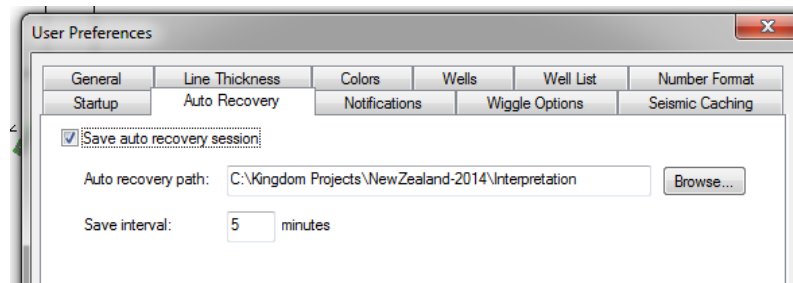 User Preferences
General Line Thickness Colors Wells Well List Number Format
Startup Auto Recovery Notifications Wiggle Options Seismic Caching
Save auto recovery session
Auto recovery path: C:\Kingdom Projects\NewZealand-2014\Interpretation Browse...
Save interval: 5 minutes